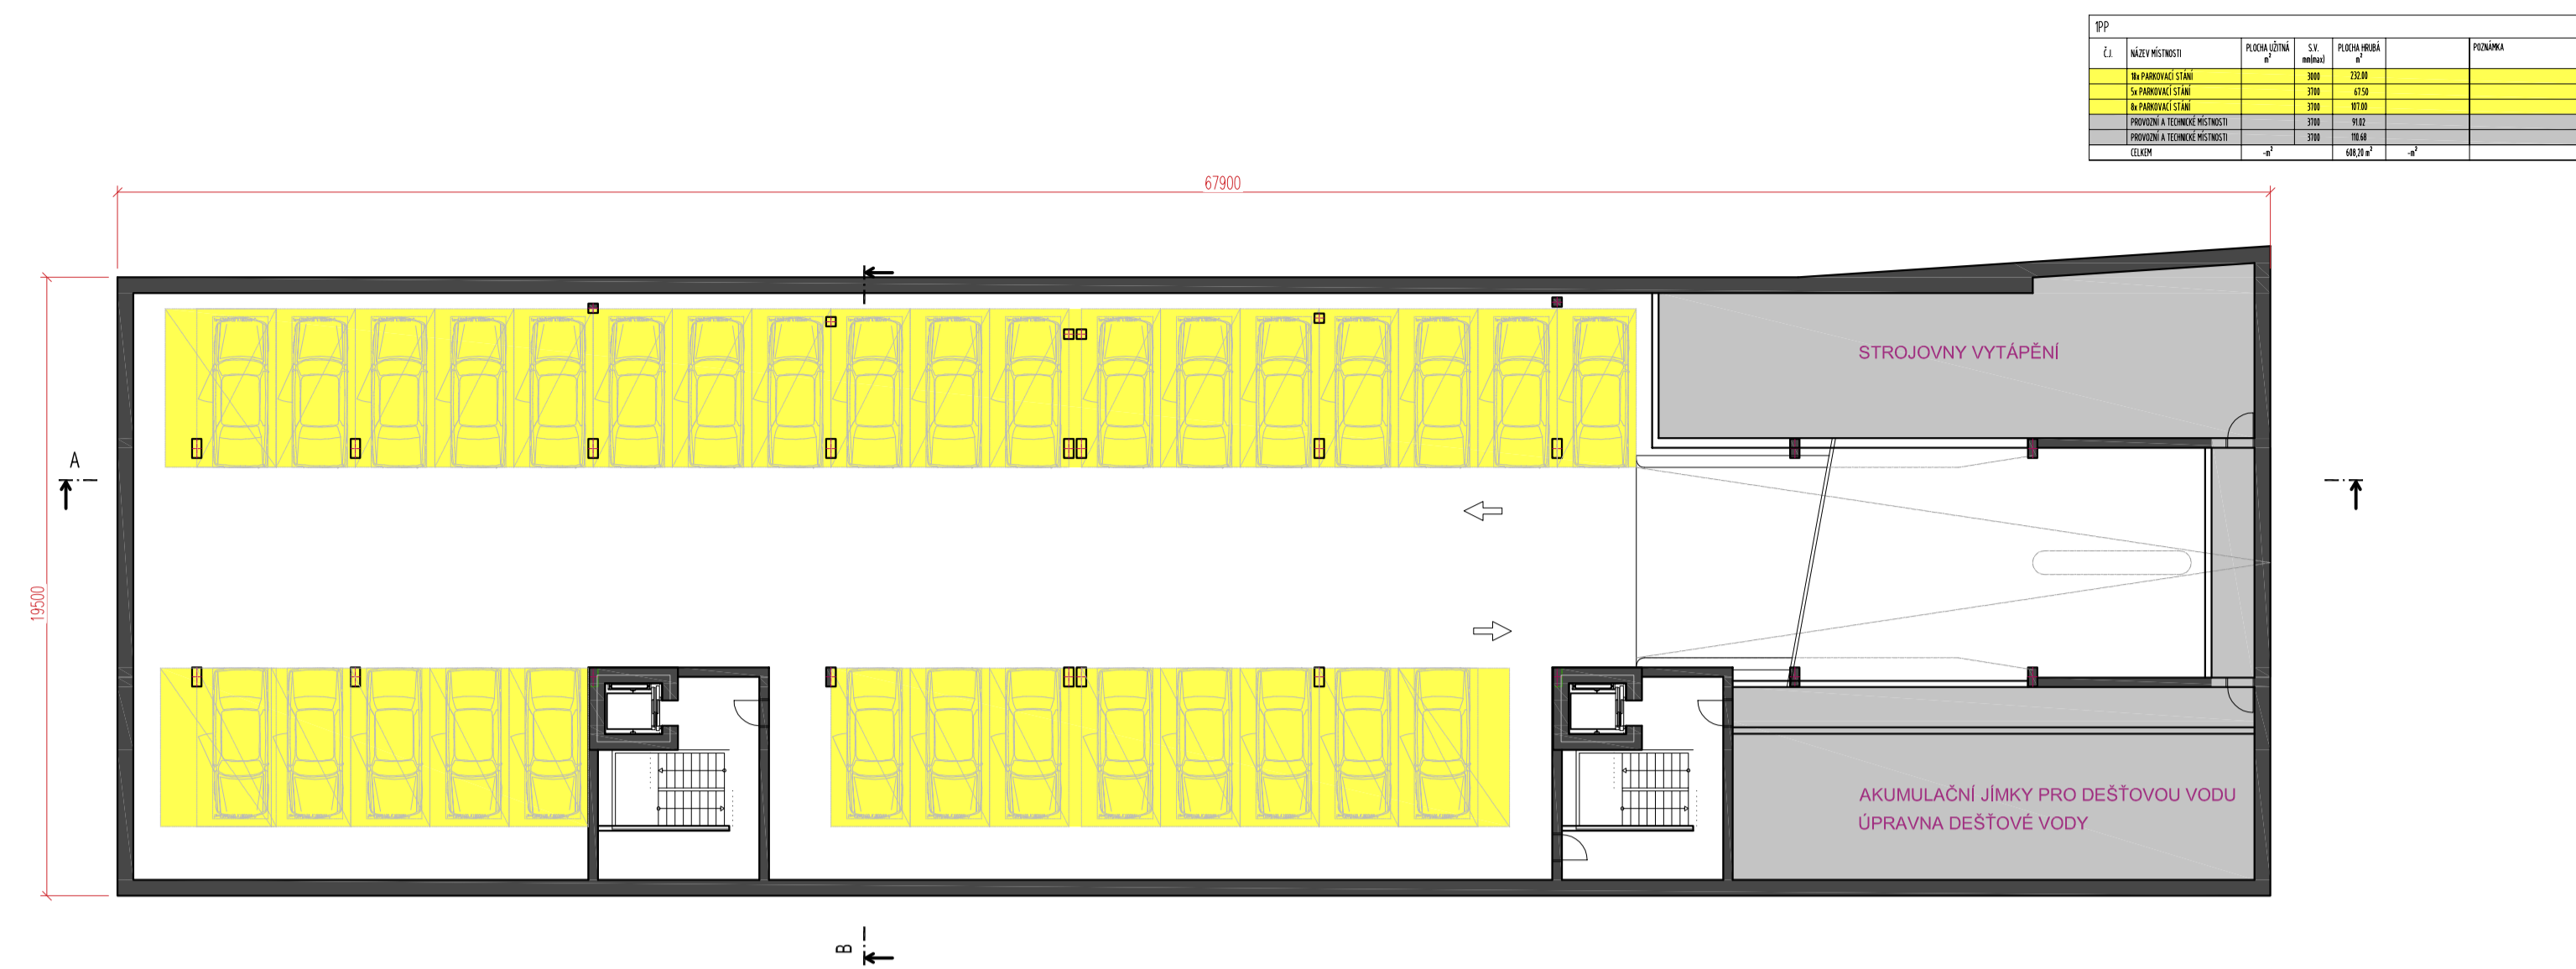 1PP
Č.J. NÁZEV MÍSTNOSTI PLOCHA UŽITNÁ m² S.V. mm(max) PLOCHA HRUBÁ m² POZNÁMKA
18x PARKOVACÍ STÁNÍ 3000 232.00
5x PARKOVACÍ STÁNÍ 3700 67.50
8x PARKOVACÍ STÁNÍ 3700 107.00
PROVOZNÍ A TECHNICKÉ MÍSTNOSTI 3700 91.02
PROVOZNÍ A TECHNICKÉ MÍSTNOSTI 3700 110.68
CELKEM -m² 608,20 m² -m²
67900
STROJOVNY VYTÁPĚNÍ
A
19500
AKUMULAČNÍ JÍMKY PRO DEŠŤOVOU VODU
ÚPRAVNA DEŠŤOVÉ VODY
B